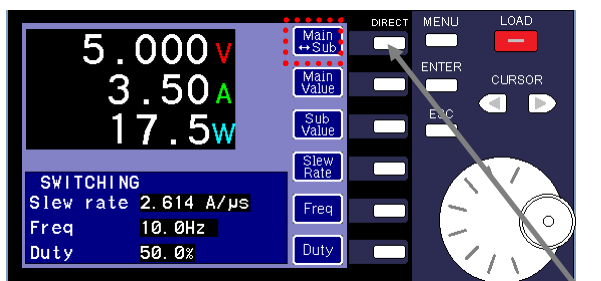 5.000V
3.50A
17.5W
SWITCHING
Slew rate 2.614 A/µs
Freq 10.0Hz
Duty 50.0%
Main
↔Sub
Main
Value
Sub
Value
Slew
Rate
Freq
Duty
DIRECT
MENU
ENTER
ESC
LOAD
CURSOR